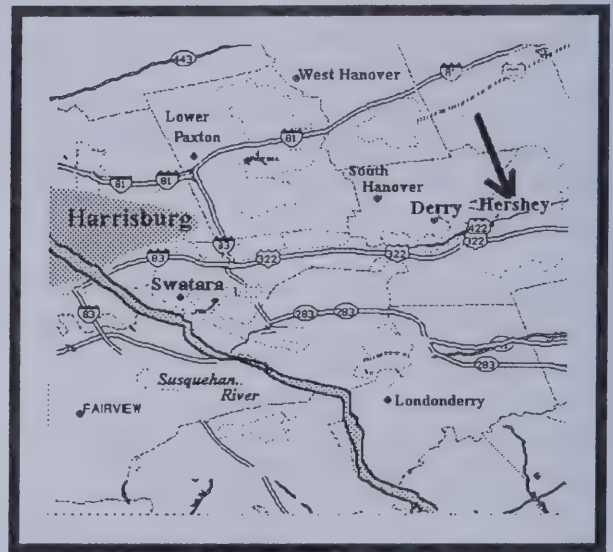 443
West Hanover
81
Lower
Paxton
81
South
Hanover
81
81
Derry
Hershey
Harrisburg
422
322
83
83
322
322
Swatara
83
283
283
Susquehan..
River
283
FAIRVIEW
Londonderry